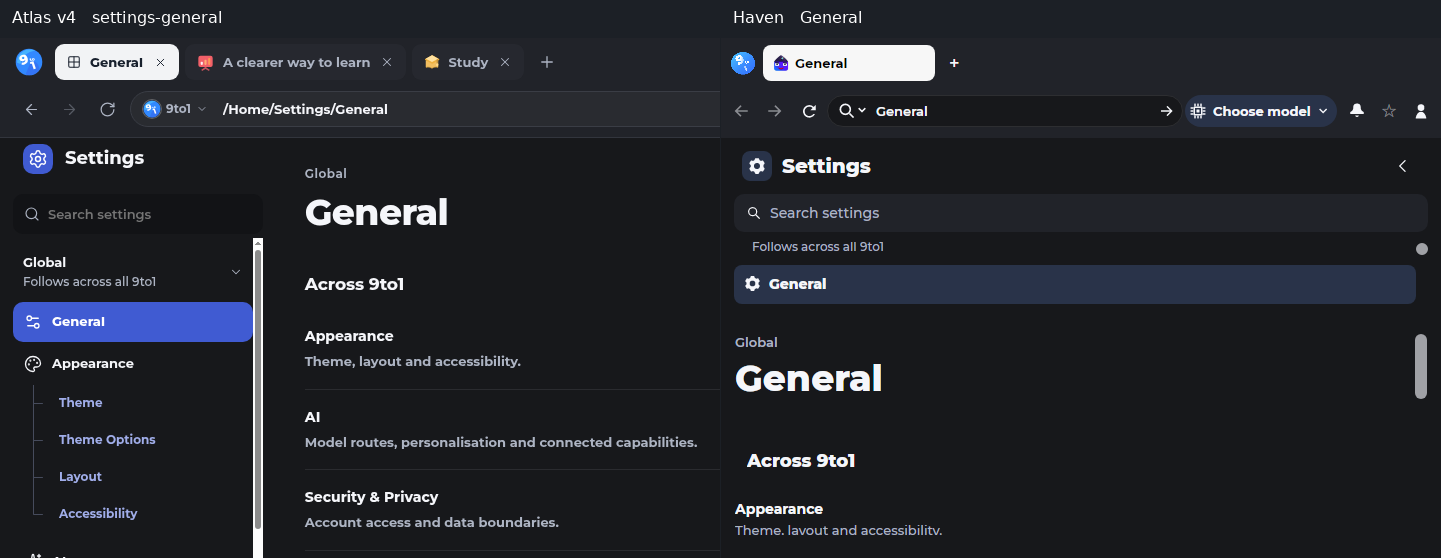 Atlas v4 settings-general
General
A clearer way to learn
Study
9to1
/Home/Settings/General
Settings
Search settings
Global
Follows across all 9to1
General
Appearance
Theme
Theme Options
Layout
Accessibility
Global
General
Across 9to1
Appearance
Theme, layout and accessibility.
AI
Model routes, personalisation and connected capabilities.
Security & Privacy
Account access and data boundaries.
Haven General
General
General
Choose model
Settings
Search settings
Follows across all 9to1
General
Global
General
Across 9to1
Appearance
Theme, layout and accessibility.